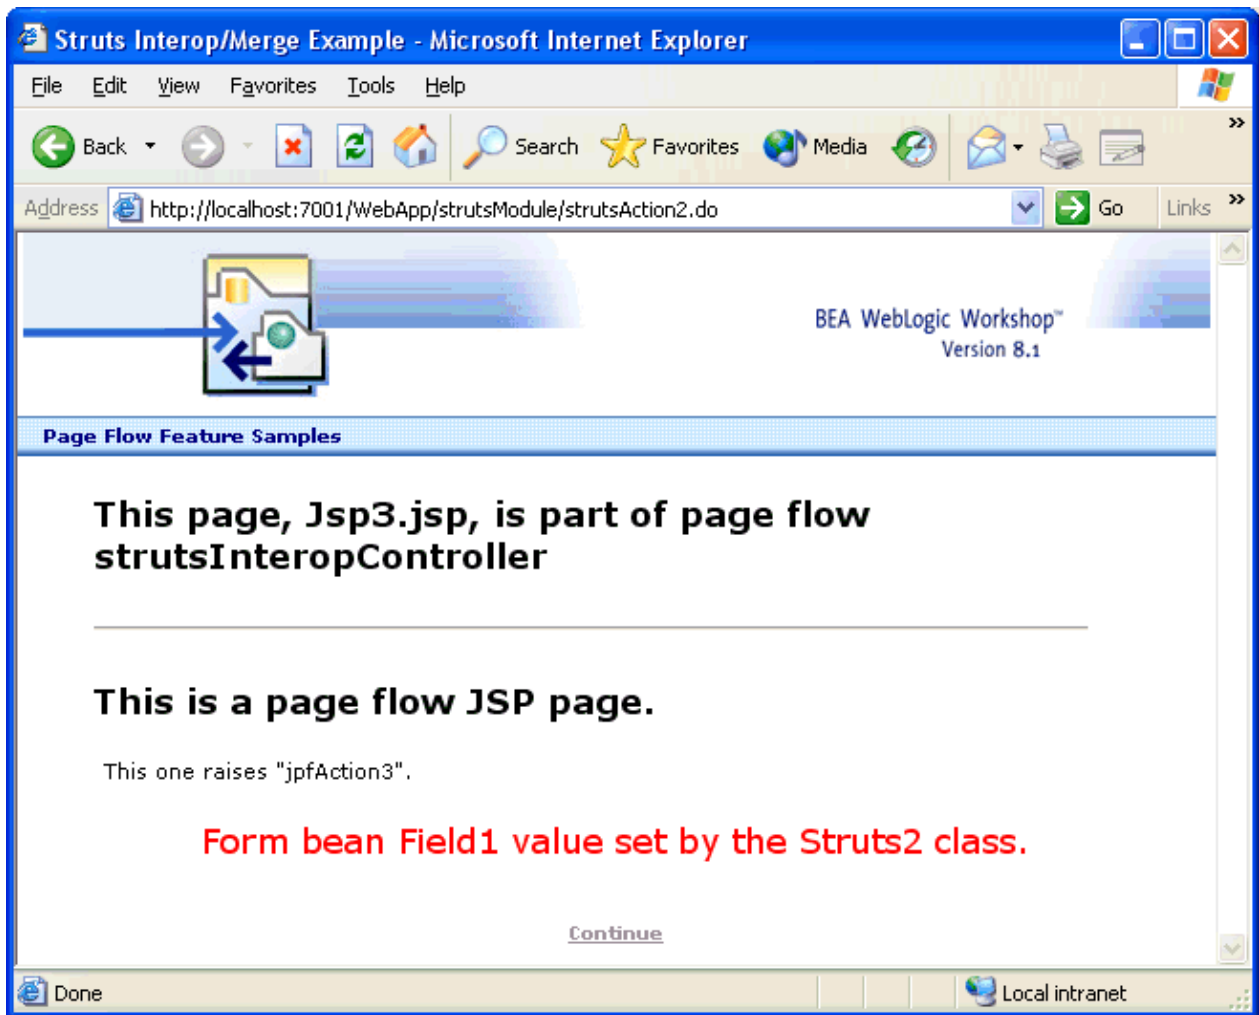 Struts Interop/Merge Example - Microsoft Internet Explorer
File Edit View Favorites Tools Help
Back Search Favorites Media »
Address http://localhost:7001/WebApp/strutsModule/strutsAction2.do Go Links »
BEA WebLogic Workshop™
Version 8.1
Page Flow Feature Samples
This page, Jsp3.jsp, is part of page flow
strutsInteropController
This is a page flow JSP page.
This one raises "jpfAction3".
Form bean Field1 value set by the Struts2 class.
Continue
Done Local intranet